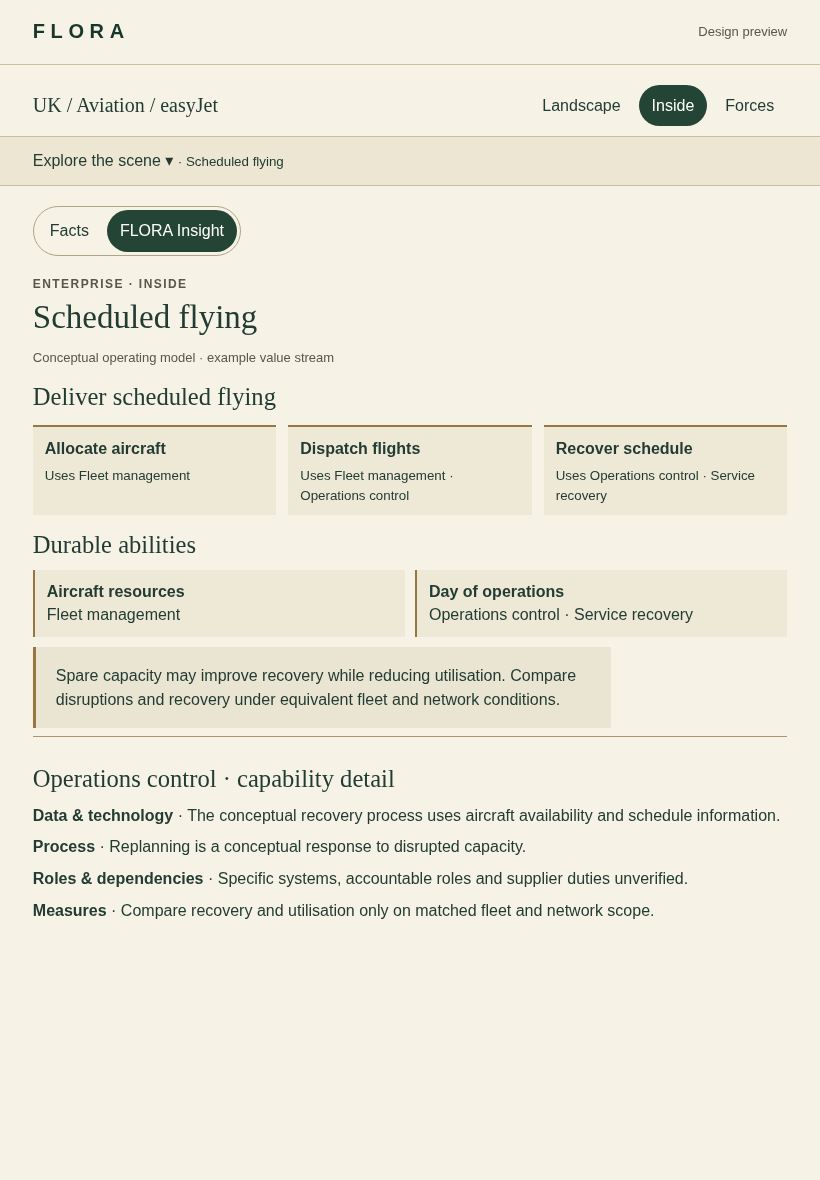 FLORA
Design preview
UK / Aviation / easyJet
Landscape
Inside
Forces
Explore the scene ▾ · Scheduled flying
Facts
FLORA Insight
ENTERPRISE · INSIDE
Scheduled flying
Conceptual operating model · example value stream
Deliver scheduled flying
Allocate aircraft
Uses Fleet management
Dispatch flights
Uses Fleet management ·
Operations control
Recover schedule
Uses Operations control · Service
recovery
Durable abilities
Aircraft resources
Fleet management
Day of operations
Operations control · Service recovery
Spare capacity may improve recovery while reducing utilisation. Compare
disruptions and recovery under equivalent fleet and network conditions.
Operations control · capability detail
Data & technology · The conceptual recovery process uses aircraft availability and schedule information.
Process · Replanning is a conceptual response to disrupted capacity.
Roles & dependencies · Specific systems, accountable roles and supplier duties unverified.
Measures · Compare recovery and utilisation only on matched fleet and network scope.